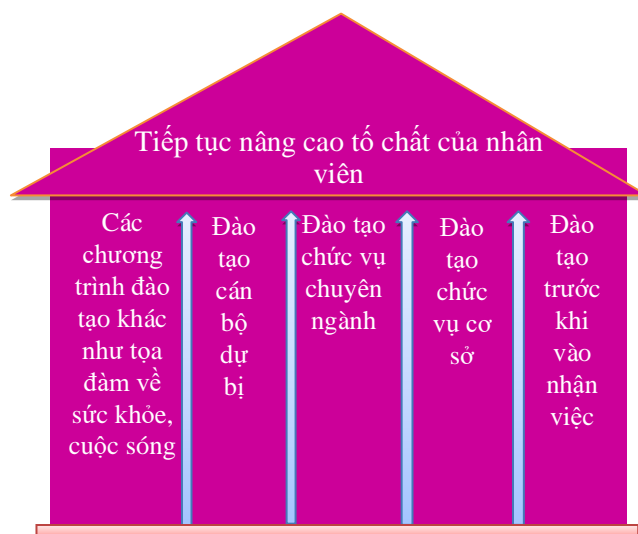 Tiếp tục nâng cao tố chất của nhân
viên
Các
chương
trình đào
tạo khác
như tọa
đàm về
sức khỏe,
cuộc sóng
Đào
tạo
cán
bộ
dự
bị
Đào tạo
chức vụ
chuyên
ngành
Đào
tạo
chức
vụ cơ
sở
Đào
tạo
trước
khi
vào
nhận
việc